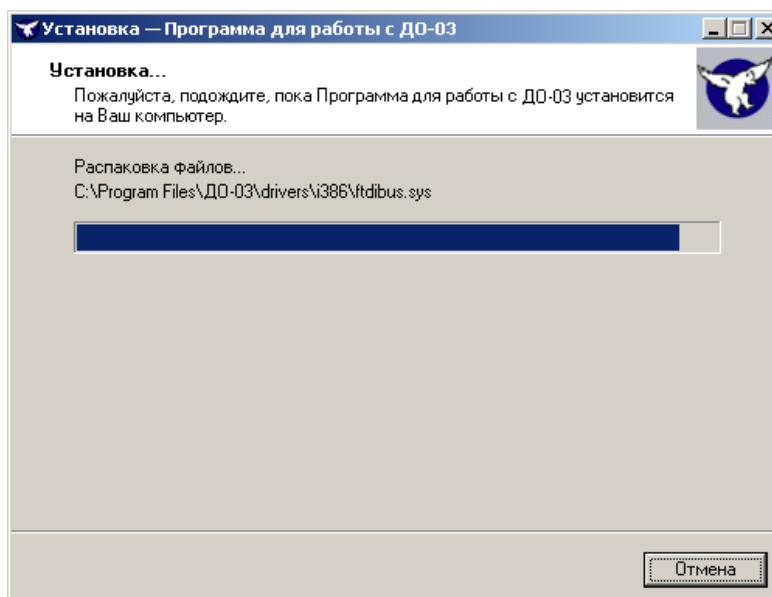 Установка — Программа для работы с ДО-03
Установка...
Пожалуйста, подождите, пока Программа для работы с ДО-03 установится
на Ваш компьютер.
Распаковка файлов...
C:\Program Files\ДО-03\drivers\i386\ftdibus.sys
Отмена